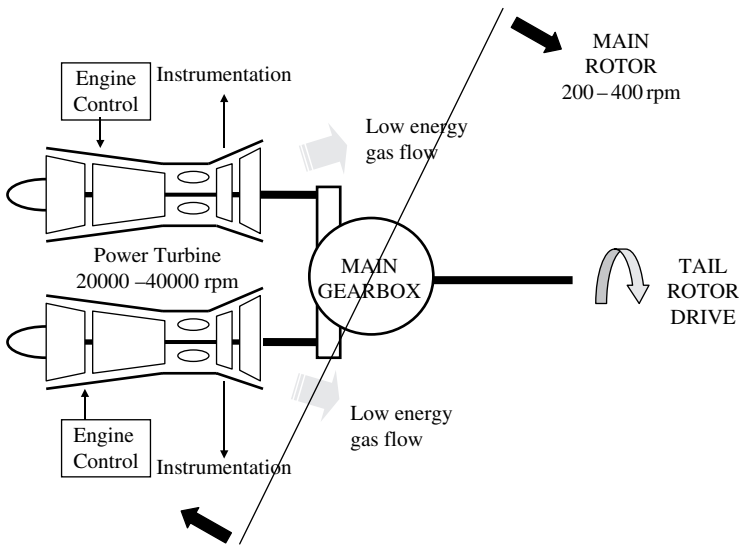 Engine
Control
Instrumentation
MAIN
ROTOR
200 – 400 rpm
Low energy
gas flow
Power Turbine
20000 –40000 rpm
MAIN
GEARBOX
TAIL
ROTOR
DRIVE
Low energy
gas flow
Engine
Control
Instrumentation